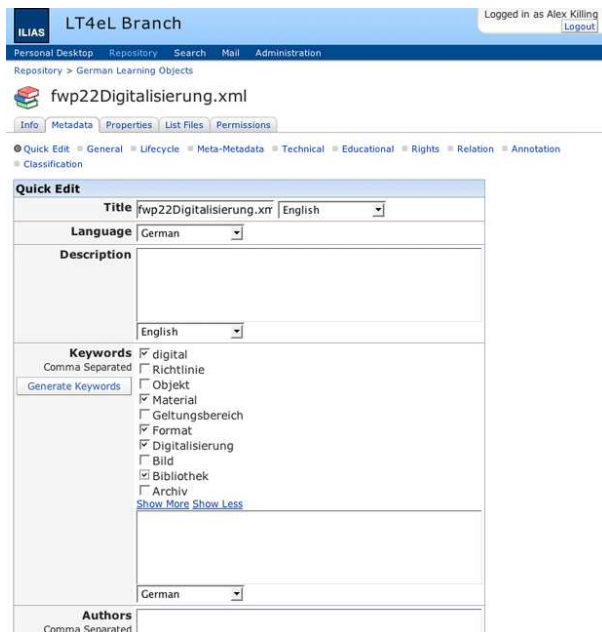 Logged in as Alex Killing
Logout
ILIAS
LT4eL Branch
Personal Desktop Repository Search Mail Administration
Repository > German Learning Objects
fwp22Digitalisierung.xml
Info Metadata Properties List Files Permissions
Quick Edit General Lifecycle Meta-Metadata Technical Educational Rights Relation Annotation
Classification
Quick Edit
Title fwp22Digitalisierung.xm English
Language German
Description
English
Keywords digital
Comma Separated Richtlinie
Generate Keywords Objekt
Material
Geltungsbereich
Format
Digitalisierung
Bild
Bibliothek
Archiv
Show More Show Less
German
Authors
Comma Separated